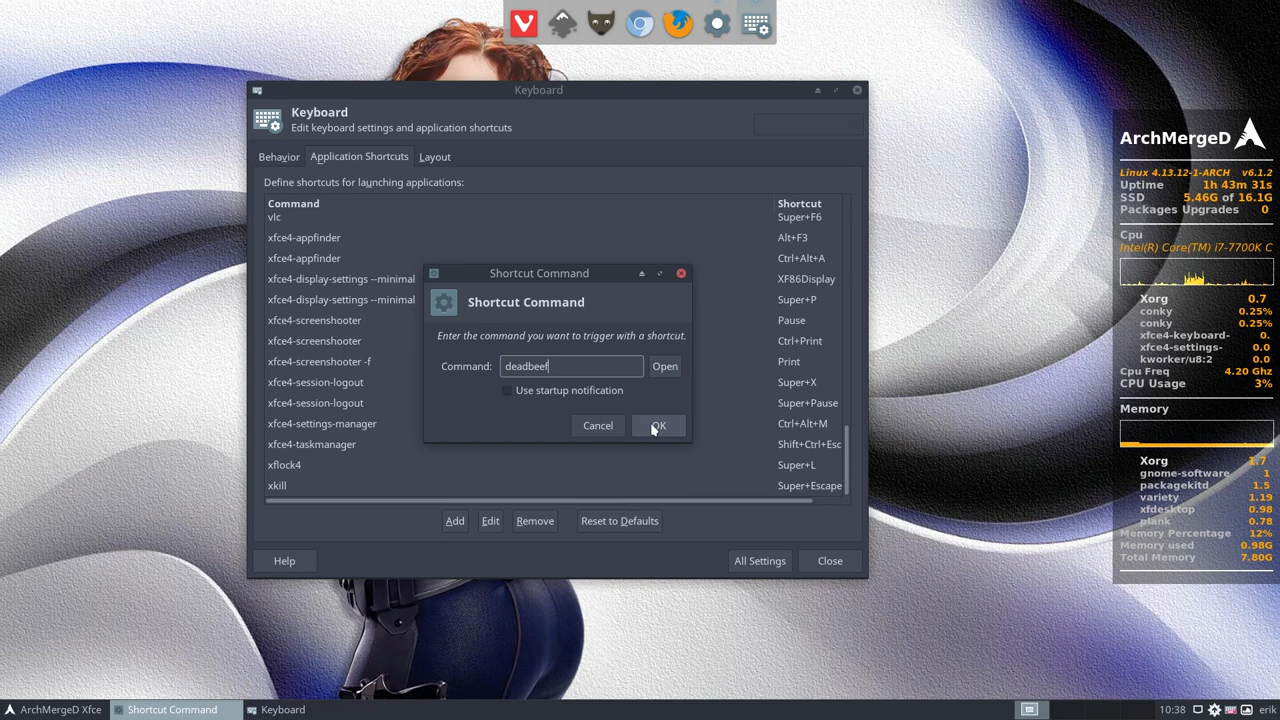 Keyboard
Keyboard
Edit keyboard settings and application shortcuts
Behavior Application Shortcuts Layout
Define shortcuts for launching applications:
Command Shortcut
vlc Super+F6
xfce4-appfinder Alt+F3
xfce4-appfinder Ctrl+Alt+A
xfce4-display-settings --minimal XF86Display
xfce4-display-settings --minimal Super+P
xfce4-screenshooter Pause
xfce4-screenshooter Ctrl+Print
xfce4-screenshooter -f Print
xfce4-session-logout Super+X
xfce4-session-logout Super+Pause
xfce4-settings-manager Ctrl+Alt+M
xfce4-taskmanager Shift+Ctrl+Esc
xflock4 Super+L
xkill Super+Escape
Add Edit Remove Reset to Defaults
Help All Settings Close
Shortcut Command
Shortcut Command
Enter the command you want to trigger with a shortcut.
Command: deadbeef Open
Use startup notification
Cancel OK
ArchMergeD
Linux 4.13.12-1-ARCH v6.1.2
Uptime 1h 43m 31s
SSD 5.46G of 16.1G
Packages Upgrades 0
Cpu
Intel(R) Core(TM) i7-7700K C
Xorg 0.7
conky 0.25%
conky 0.25%
xfce4-keyboard- 0.
xfce4-settings- 0.0
kworker/u8:2 0.0
Cpu Freq 4.20 Ghz
CPU Usage 3%
Memory
Xorg 1.7
gnome-software 1
packagekitd 1.5
variety 1.19
xfdesktop 0.98
plank 0.78
Memory Percentage 12%
Memory used 0.98G
Total Memory 7.80G
ArchMergeD Xfce Shortcut Command Keyboard 10:38 erik